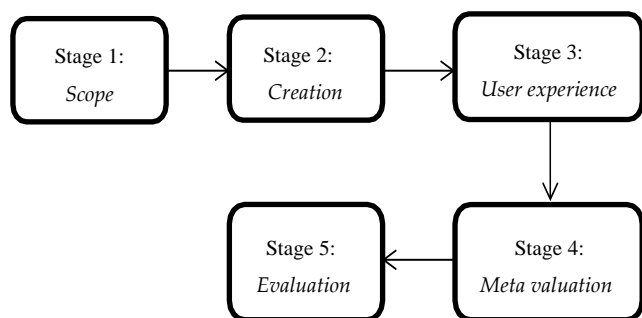 Stage 1:
Scope
Stage 2:
Creation
Stage 3:
User experience
Stage 4:
Meta valuation
Stage 5:
Evaluation